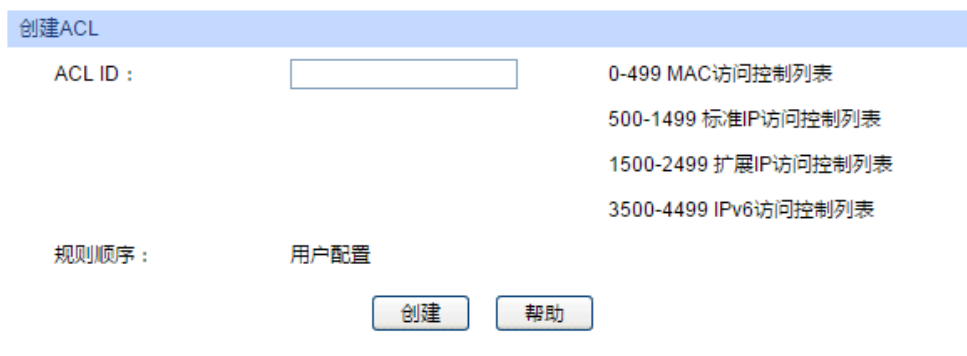 创建ACL
ACL ID： 0-499 MAC访问控制列表
500-1499 标准IP访问控制列表
1500-2499 扩展IP访问控制列表
3500-4499 IPv6访问控制列表
规则顺序： 用户配置
创建 帮助